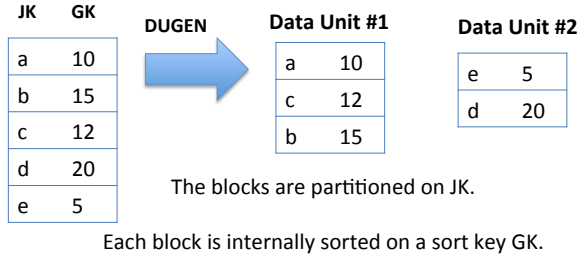 JK GK
DUGEN
Data Unit #1
Data Unit #2
a 10
b 15
c 12
d 20
e 5
a 10
c 12
b 15
e 5
d 20
The blocks are partitioned on JK.
Each block is internally sorted on a sort key GK.